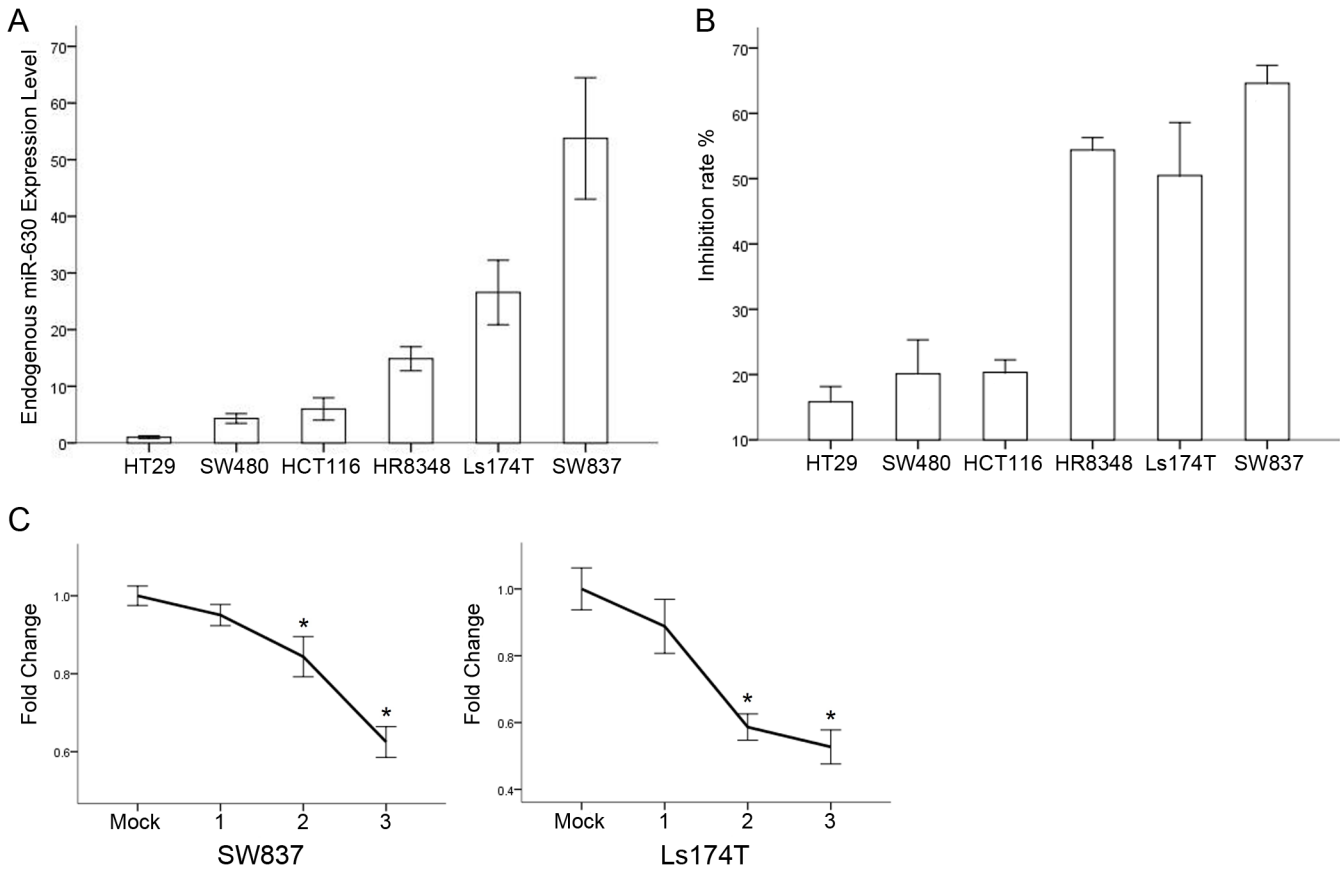 A
Endogenous miR-630 Expression Level
70
60
50
40
30
20
10
0
HT29 SW480 HCT116 HR8348 Ls174T SW837
B
Inhibition rate %
70
60
50
40
30
20
10
HT29 SW480 HCT116 HR8348 Ls174T SW837
C
Fold Change
1.0
0.8
0.6
*
*
Mock 1 2 3
SW837
Fold Change
1.0
0.8
0.6
0.4
*
*
Mock 1 2 3
Ls174T